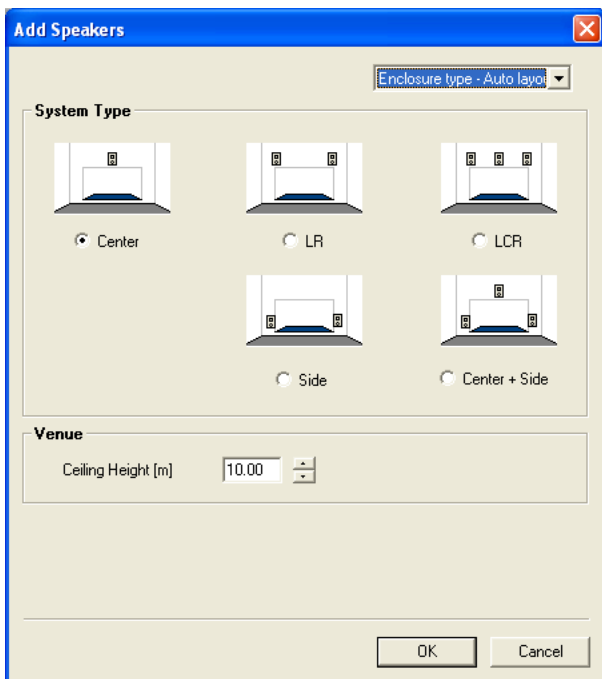 Add Speakers
Enclosure type - Auto layou
System Type
Center
LR
LCR
Side
Center + Side
Venue
Ceiling Height [m]
10.00
OK
Cancel